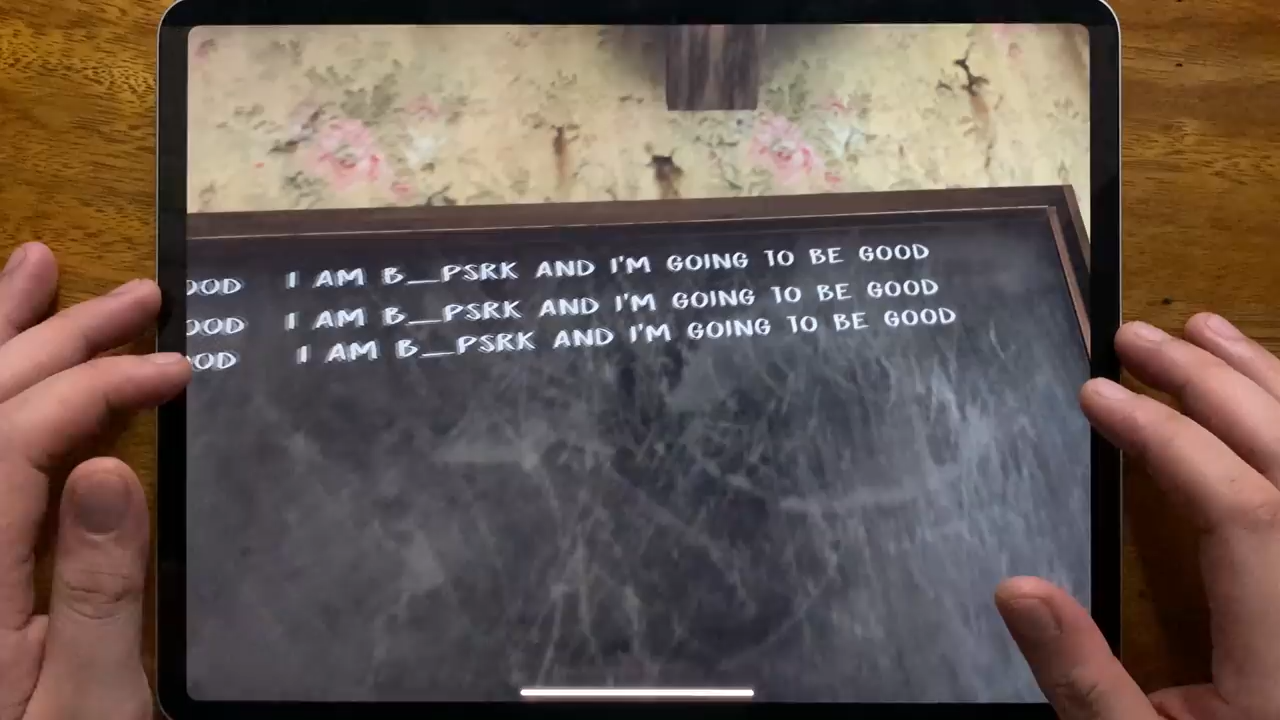 OOD I AM B__PSRK AND I'M GOING TO BE GOOD
OOD I AM B__PSRK AND I'M GOING TO BE GOOD
OD I AM B__PSRK AND I'M GOING TO BE GOOD